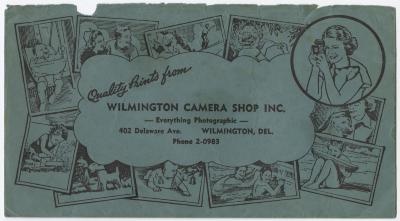 Quality Prints from
WILMINGTON CAMERA SHOP INC.
— Everything Photographic —
402 Delaware Ave. WILMINGTON, DEL.
Phone 2-0983